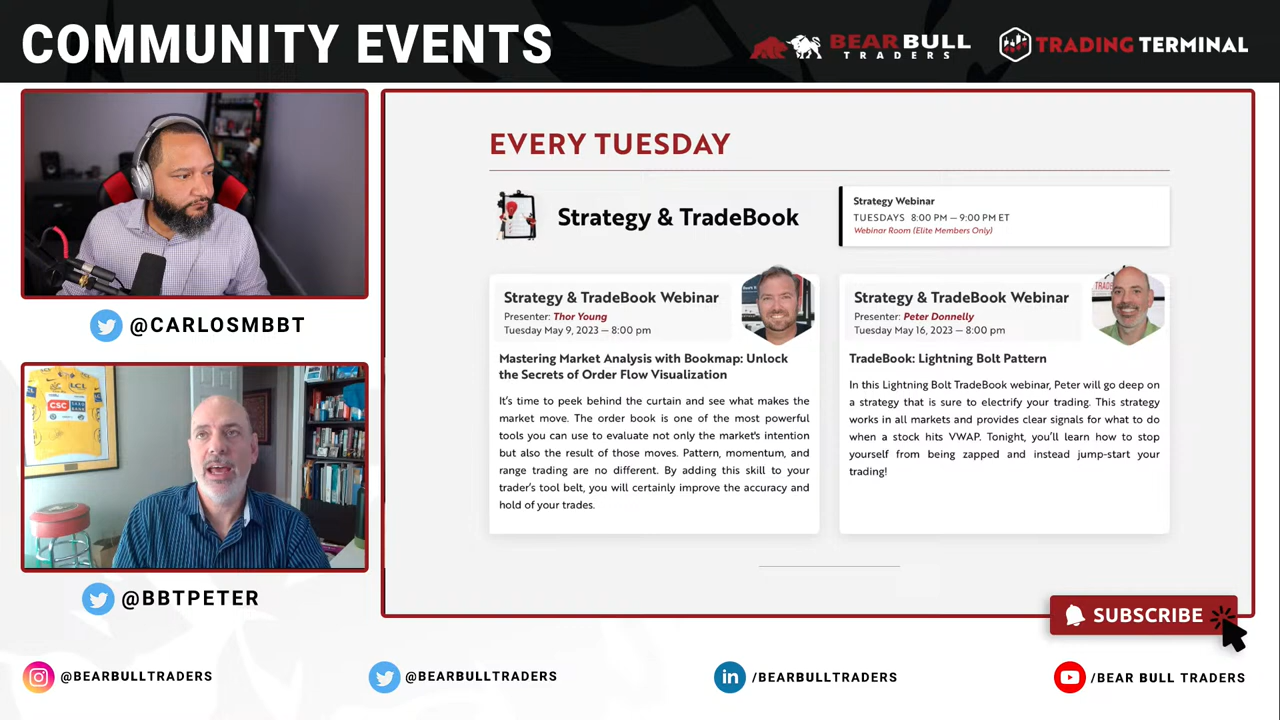 COMMUNITY EVENTS
BEAR BULL
TRADERS
TRADING TERMINAL
@CARLOSMBBT
@BBTPETER
EVERY TUESDAY
Strategy & TradeBook
Strategy Webinar
TUESDAYS 8:00 PM — 9:00 PM ET
Webinar Room (Elite Members Only)
Strategy & TradeBook Webinar
Presenter: Thor Young
Tuesday May 9, 2023 — 8:00 pm
Mastering Market Analysis with Bookmap: Unlock
the Secrets of Order Flow Visualization
It's time to peek behind the curtain and see what makes the
market move. The order book is one of the most powerful
tools you can use to evaluate not only the market's intention
but also the result of those moves. Pattern, momentum, and
range trading are no different. By adding this skill to your
trader's tool belt, you will certainly improve the accuracy and
hold of your trades.
Strategy & TradeBook Webinar
Presenter: Peter Donnelly
Tuesday May 16, 2023 — 8:00 pm
TradeBook: Lightning Bolt Pattern
In this Lightning Bolt TradeBook webinar, Peter will go deep on
a strategy that is sure to electrify your trading. This strategy
works in all markets and provides clear signals for what to do
when a stock hits VWAP. Tonight, you'll learn how to stop
yourself from being zapped and instead jump-start your
trading!
SUBSCRIBE
@BEARBULLTRADERS
@BEARBULLTRADERS
/BEARBULLTRADERS
/BEAR BULL TRADERS